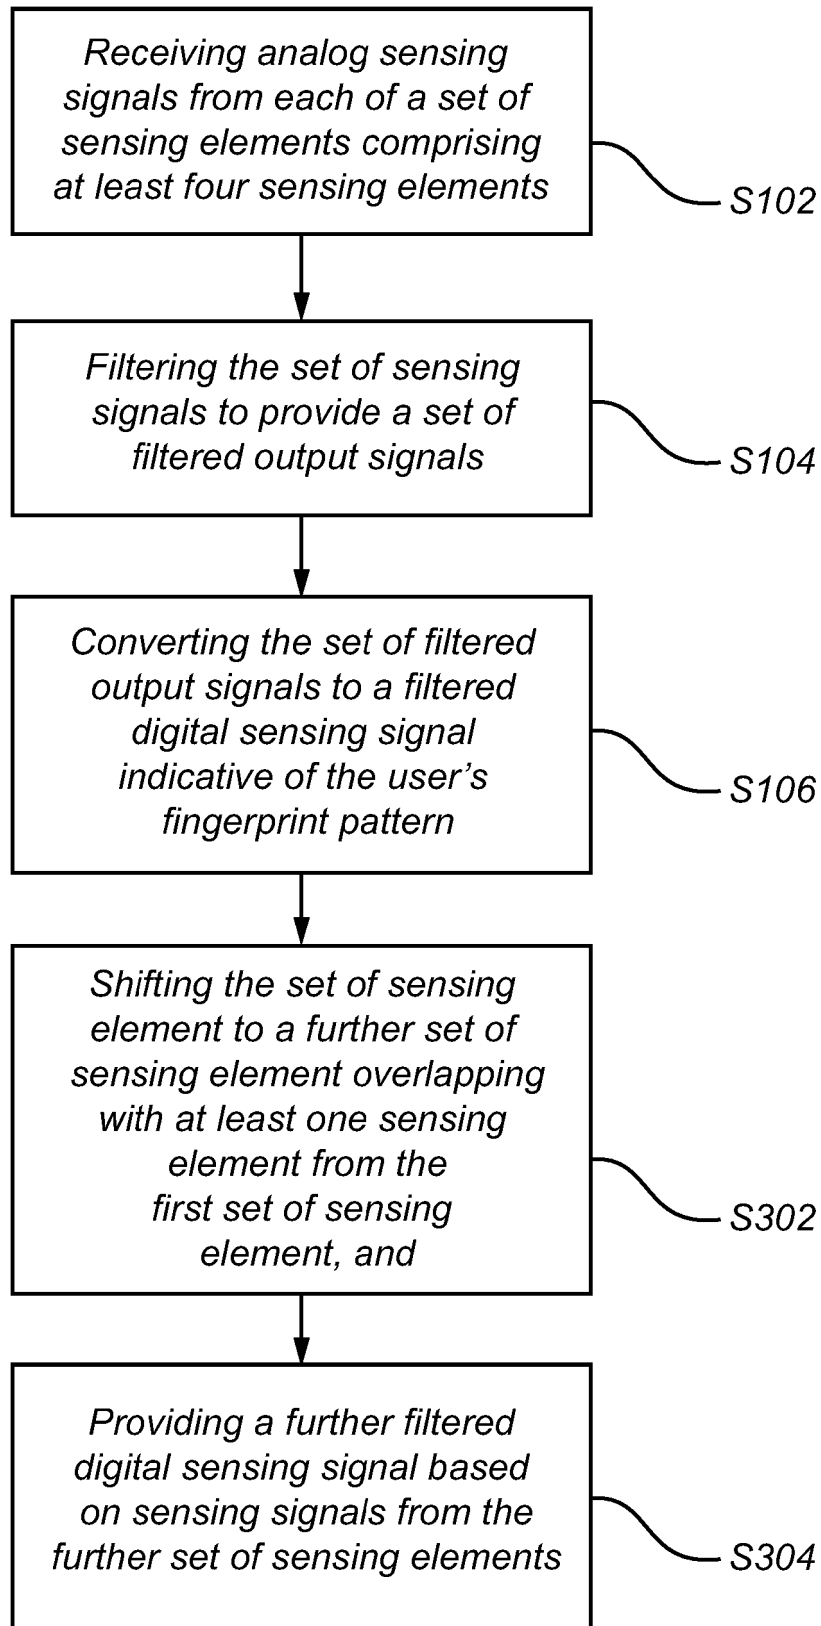 Receiving analog sensing
signals from each of a set of
sensing elements comprising
at least four sensing elements
S102
Filtering the set of sensing
signals to provide a set of
filtered output signals
S104
Converting the set of filtered
output signals to a filtered
digital sensing signal
indicative of the user’s
fingerprint pattern
S106
Shifting the set of sensing
element to a further set of
sensing element overlapping
with at least one sensing
element from the
first set of sensing
element, and
S302
Providing a further filtered
digital sensing signal based
on sensing signals from the
further set of sensing elements
S304